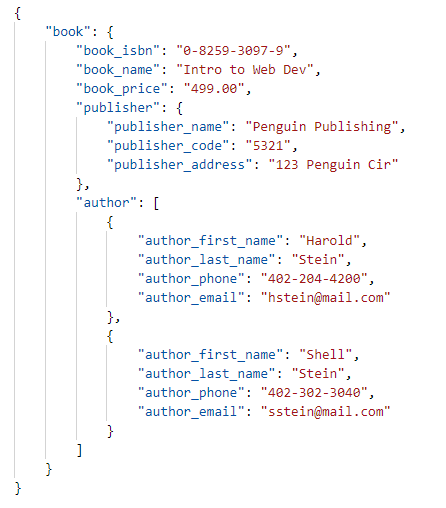 {
    "book": {
        "book_isbn": "0-8259-3097-9",
        "book_name": "Intro to Web Dev",
        "book_price": "499.00",
        "publisher": {
            "publisher_name": "Penguin Publishing",
            "publisher_code": "5321",
            "publisher_address": "123 Penguin Cir"
        },
        "author": [
            {
                "author_first_name": "Harold",
                "author_last_name": "Stein",
                "author_phone": "402-204-4200",
                "author_email": "hstein@mail.com"
            },
            {
                "author_first_name": "Shell",
                "author_last_name": "Stein",
                "author_phone": "402-302-3040",
                "author_email": "sstein@mail.com"
            }
        ]
    }
}